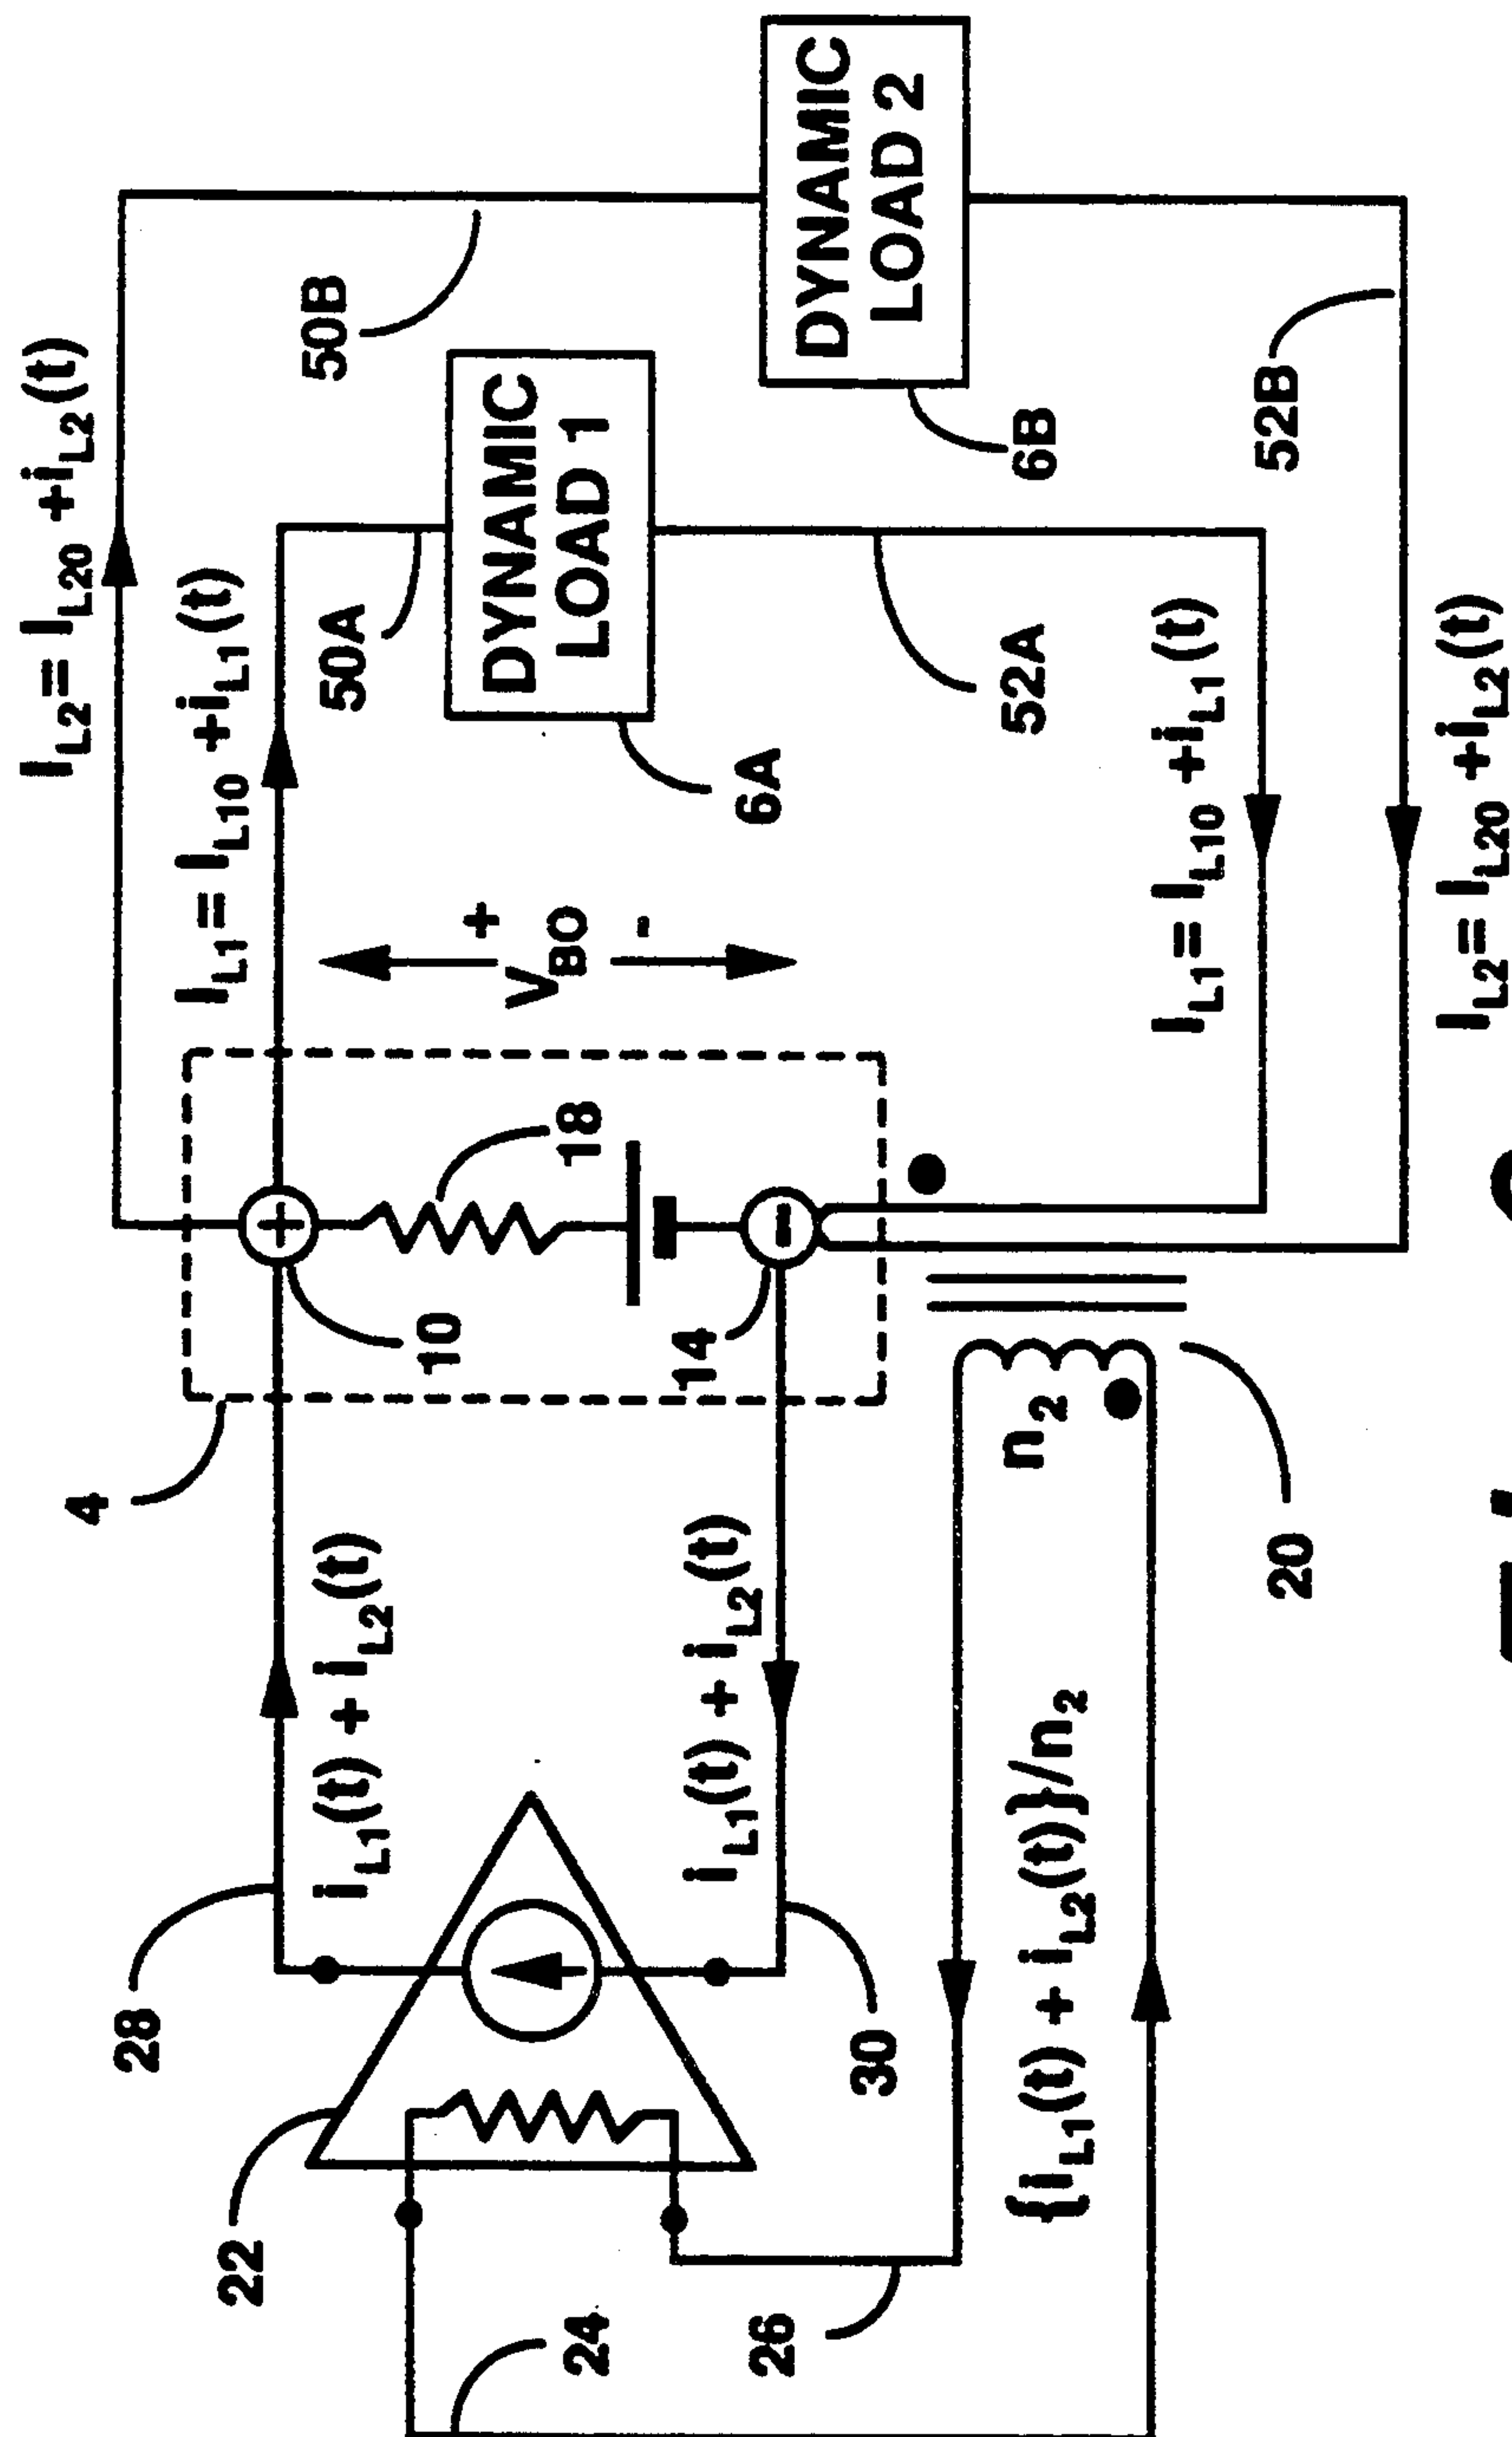 I_L2 = I_L20 + i_L2 (t)
I_L1 = I_L10 + i_L1 (t)
50B
50A
DYNAMIC
LOAD 1
DYNAMIC
LOAD 2
6A
6B
52A
52B
+
V_BO
-
4
+
10
18
-
14
I_L1 = I_L10 + i_L1 (t)
I_L2 = I_L20 + i_L2 (t)
28
i_L1(t) + i_L2(t)
i_L1(t) + i_L2(t)
30
22
24
26
n_2
{i_L1(t) + i_L2(t)}/n_2
20